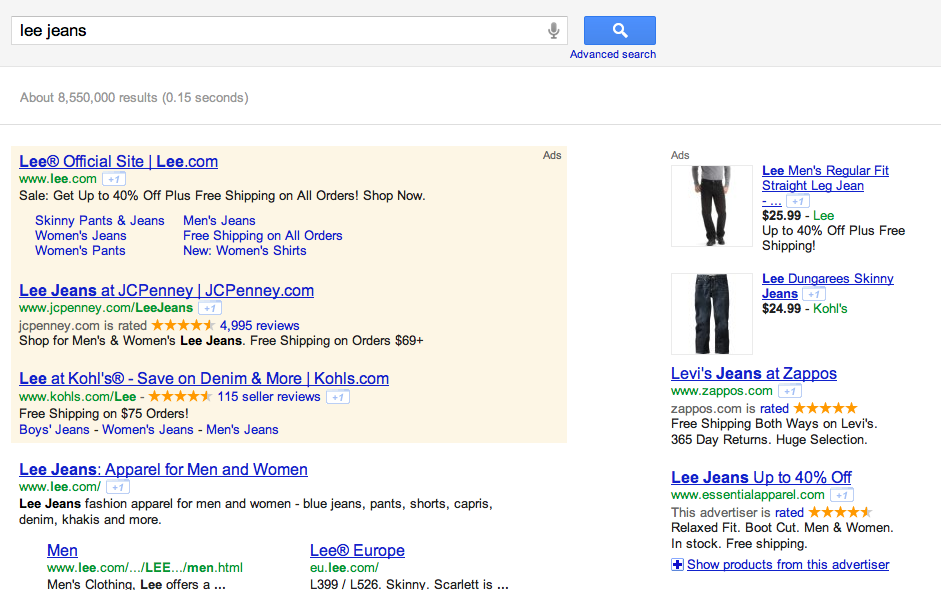 lee jeans
Advanced search
About 8,550,000 results (0.15 seconds)
Ads
Lee® Official Site | Lee.com
www.lee.com +1
Sale: Get Up to 40% Off Plus Free Shipping on All Orders! Shop Now.
Skinny Pants & Jeans Men's Jeans
Women's Jeans Free Shipping on All Orders
Women's Pants New: Women's Shirts
Lee Jeans at JCPenney | JCPenney.com
www.jcpenney.com/LeeJeans +1
jcpenney.com is rated 4,995 reviews
Shop for Men's & Women's Lee Jeans. Free Shipping on Orders $69+
Lee at Kohl's® - Save on Denim & More | Kohls.com
www.kohls.com/Lee - 115 seller reviews +1
Free Shipping on $75 Orders!
Boys' Jeans - Women's Jeans - Men's Jeans
Lee Jeans: Apparel for Men and Women
www.lee.com/ +1
Lee Jeans fashion apparel for men and women - blue jeans, pants, shorts, capris,
denim, khakis and more.
Men
www.lee.com/.../LEE.../men.html
Men's Clothing, Lee offers a ...
Lee® Europe
eu.lee.com/
L399 / L526. Skinny. Scarlett is ...
Ads
Lee Men's Regular Fit
Straight Leg Jean
- ... +1
$25.99 - Lee
Up to 40% Off Plus Free
Shipping!
Lee Dungarees Skinny
Jeans +1
$24.99 - Kohl's
Levi's Jeans at Zappos
www.zappos.com +1
zappos.com is rated
Free Shipping Both Ways on Levi's.
365 Day Returns. Huge Selection.
Lee Jeans Up to 40% Off
www.essentialapparel.com +1
This advertiser is rated
Relaxed Fit. Boot Cut. Men & Women.
In stock. Free shipping.
Show products from this advertiser